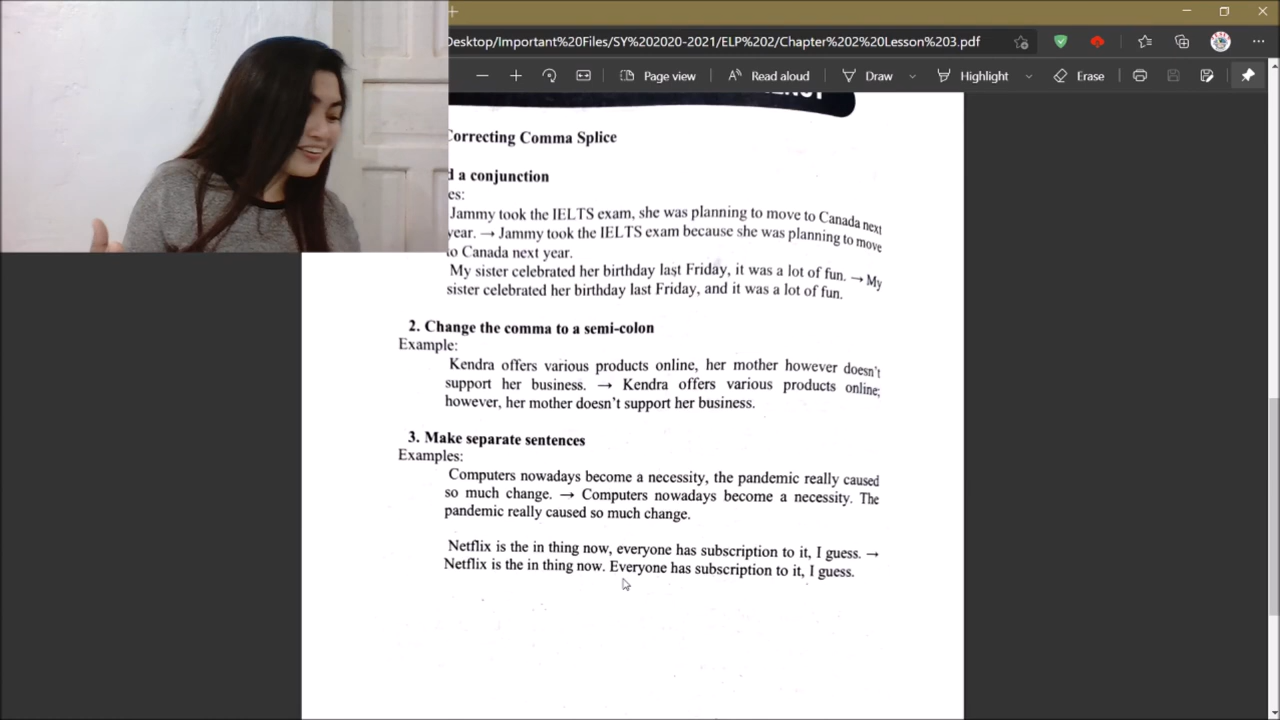 Desktop/Important%20Files/SY%202020-2021/ELP%202/Chapter%202%20Lesson%203.pdf
Page view
Read aloud
Draw
Highlight
Erase
Correcting Comma Splice
d a conjunction
es:
Jammy took the IELTS exam, she was planning to move to Canada next
year. → Jammy took the IELTS exam because she was planning to move
to Canada next year.
My sister celebrated her birthday last Friday, it was a lot of fun. → My
sister celebrated her birthday last Friday, and it was a lot of fun.
2. Change the comma to a semi-colon
Example:
Kendra offers various products online, her mother however doesn't
support her business. → Kendra offers various products online;
however, her mother doesn't support her business.
3. Make separate sentences
Examples:
Computers nowadays become a necessity, the pandemic really caused
so much change. → Computers nowadays become a necessity. The
pandemic really caused so much change.
Netflix is the in thing now, everyone has subscription to it, I guess. →
Netflix is the in thing now. Everyone has subscription to it, I guess.